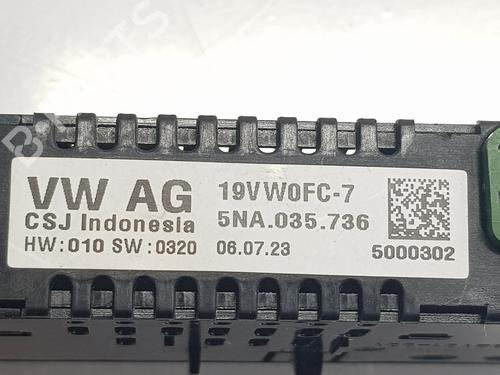 VW AG
19VW0FC-7
CSJ Indonesia
5NA.035.736
HW:010 SW:0320
06.07.23
5000302